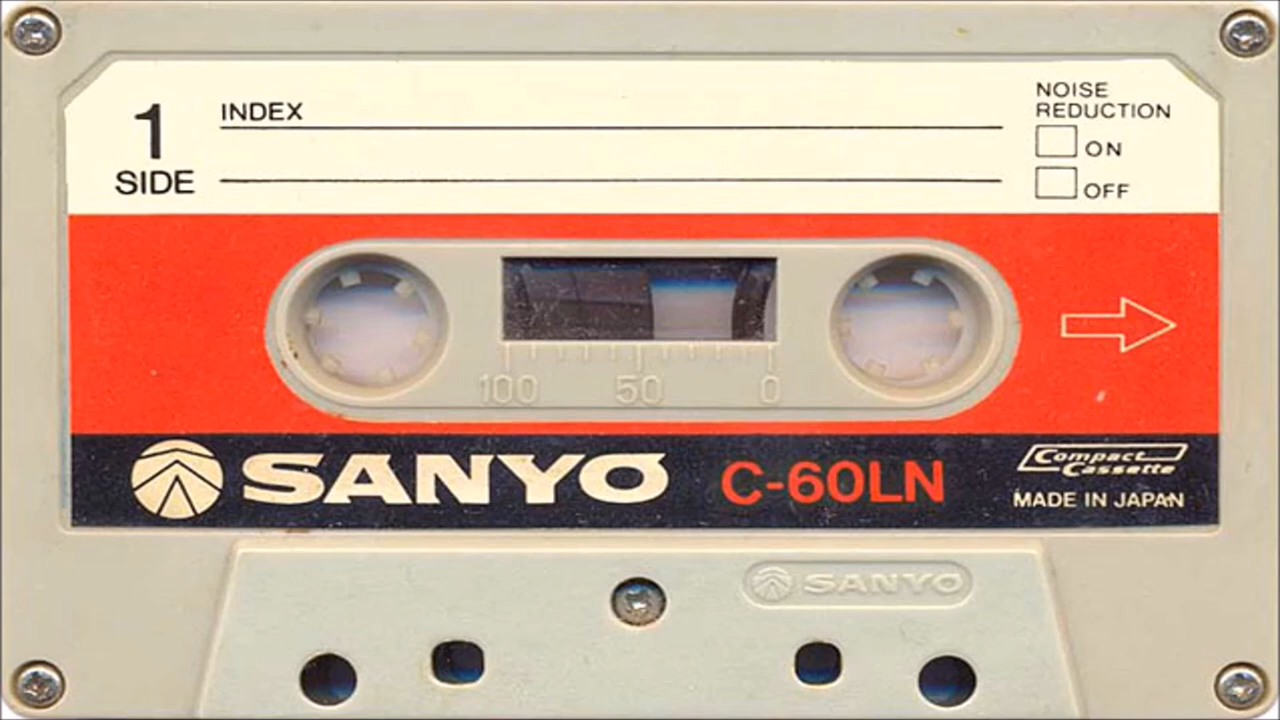 1
SIDE
INDEX
NOISE
REDUCTION
ON
OFF
100 50 0
SANYO C-60LN
Compact
Cassette
MADE IN JAPAN
SANYO